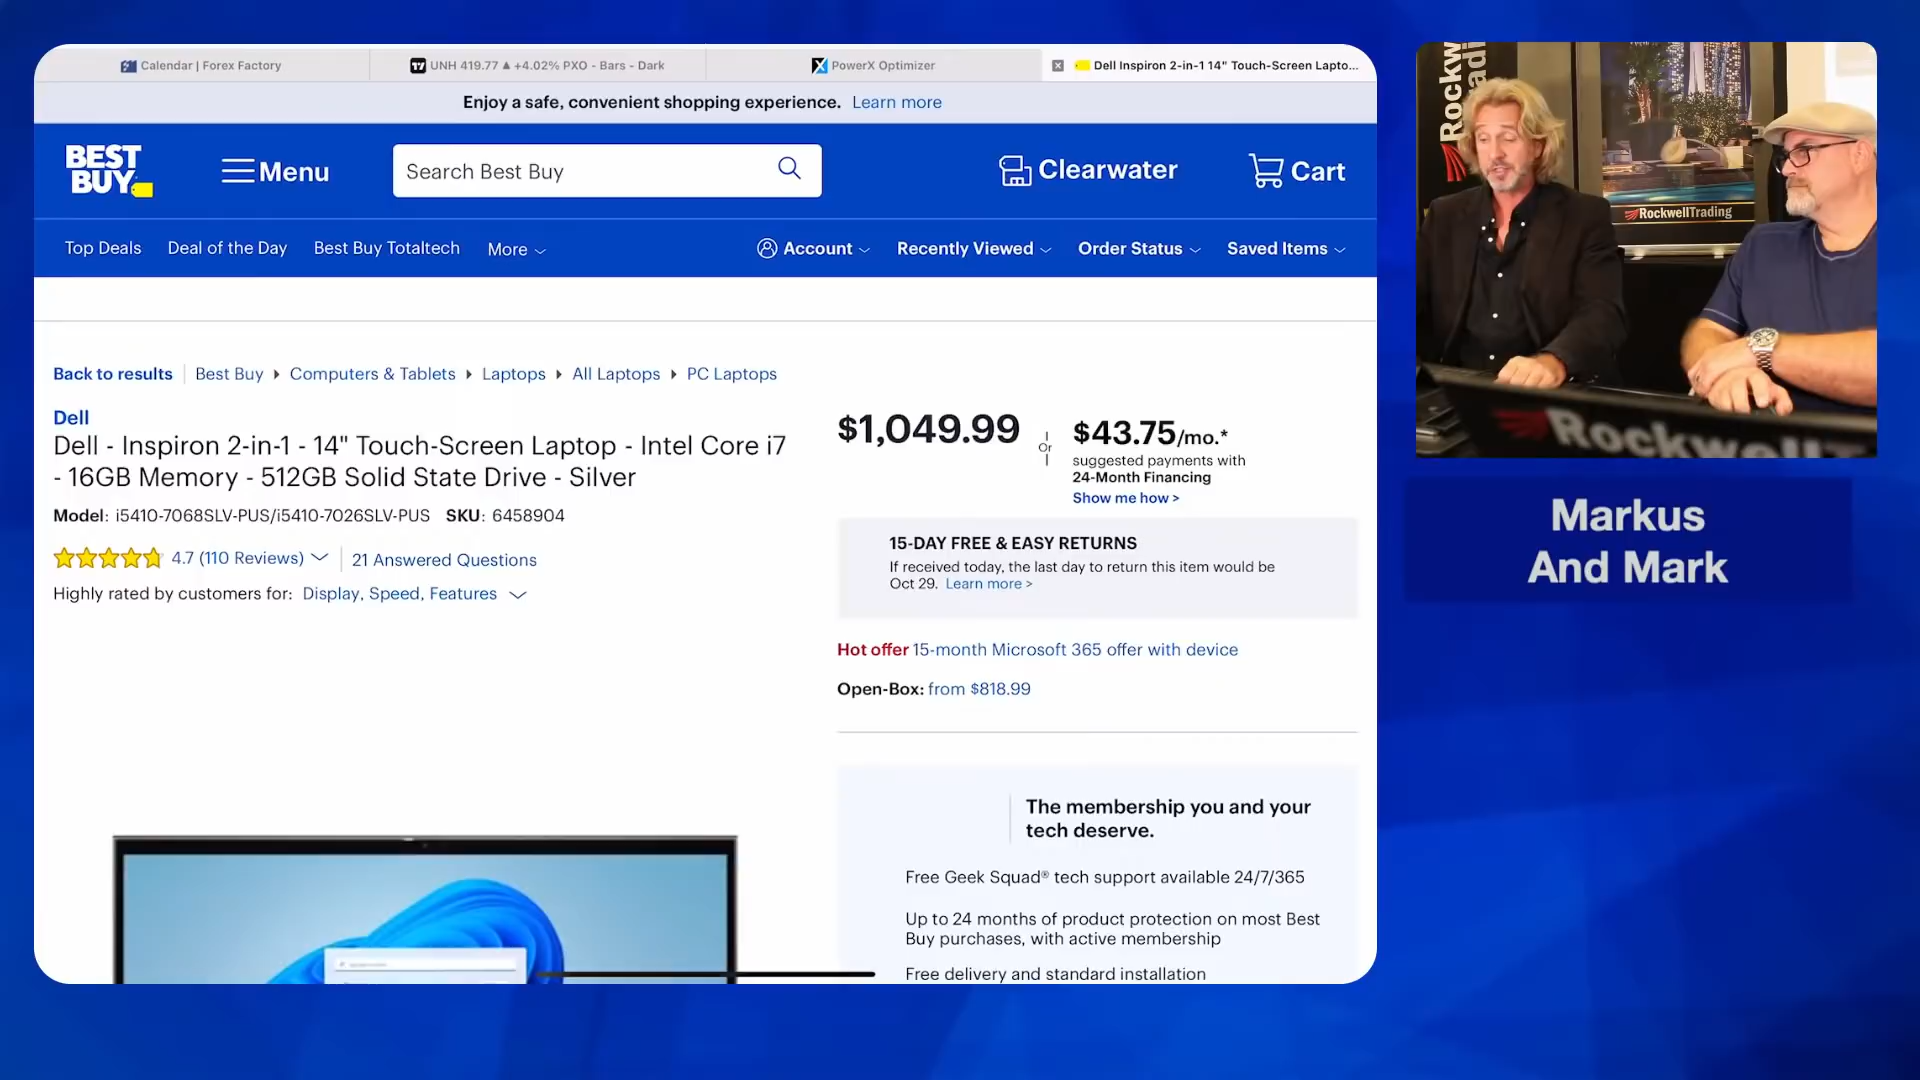 Calendar | Forex Factory
UNH 419.77 ▲ +4.02% PXO - Bars - Dark
PowerX Optimizer
Dell Inspiron 2-in-1 14" Touch-Screen Lapto...
Enjoy a safe, convenient shopping experience. Learn more
BEST
BUY
Menu
Search Best Buy
Clearwater
Cart
Top Deals
Deal of the Day
Best Buy Totaltech
More
Account
Recently Viewed
Order Status
Saved Items
Back to results
Best Buy
Computers & Tablets
Laptops
All Laptops
PC Laptops
Dell
Dell - Inspiron 2-in-1 - 14" Touch-Screen Laptop - Intel Core i7
- 16GB Memory - 512GB Solid State Drive - Silver
Model: i5410-7068SLV-PUS/i5410-7026SLV-PUS SKU: 6458904
4.7 (110 Reviews)
21 Answered Questions
Highly rated by customers for: Display, Speed, Features
$1,049.99
Or
$43.75/mo.*
suggested payments with
24-Month Financing
Show me how >
15-DAY FREE & EASY RETURNS
If received today, the last day to return this item would be
Oct 29. Learn more >
Hot offer 15-month Microsoft 365 offer with device
Open-Box: from $818.99
The membership you and your
tech deserve.
Free Geek Squad® tech support available 24/7/365
Up to 24 months of product protection on most Best
Buy purchases, with active membership
Free delivery and standard installation
Rockw
adi
RockwellTrading
RockwellT
Markus
And Mark